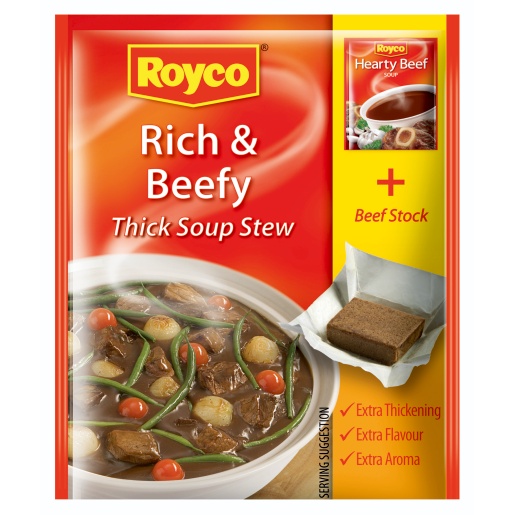 Royco®
Rich &
Beefy
Thick Soup Stew
Royco
Hearty Beef
SOUP
+
Beef Stock
✓ Extra Thickening
✓ Extra Flavour
✓ Extra Aroma
SERVING SUGGESTION